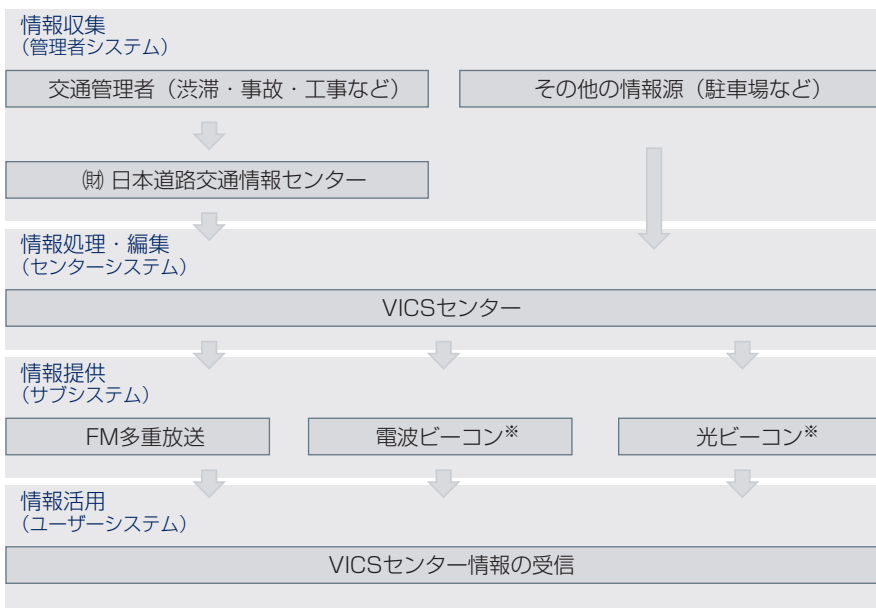 情報収集
（管理者システム）
交通管理者（渋滞・事故・工事など）
その他の情報源（駐車場など）
㈶日本道路交通情報センター
情報処理・編集
（センターシステム）
VICSセンター
情報提供
（サブシステム）
FM多重放送
電波ビーコン※
光ビーコン※
情報活用
（ユーザーシステム）
VICSセンター情報の受信